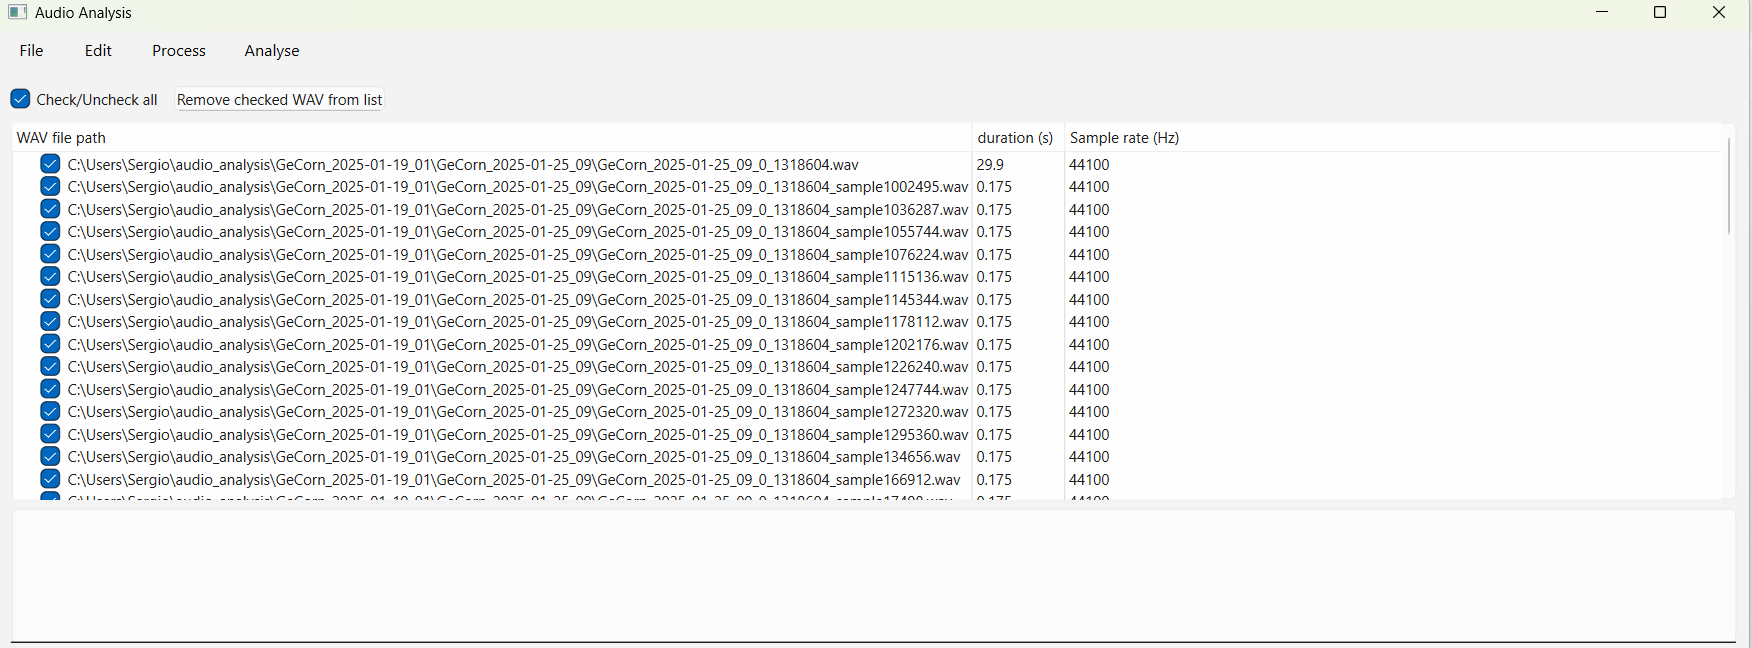 Audio Analysis
File Edit Process Analyse
Check/Uncheck all Remove checked WAV from list
WAV file path duration (s) Sample rate (Hz)
C:\Users\Sergio\audio_analysis\GeCorn_2025-01-19_01\GeCorn_2025-01-25_09\GeCorn_2025-01-25_09_0_1318604.wav 29.9 44100
C:\Users\Sergio\audio_analysis\GeCorn_2025-01-19_01\GeCorn_2025-01-25_09\GeCorn_2025-01-25_09_0_1318604_sample1002495.wav 0.175 44100
C:\Users\Sergio\audio_analysis\GeCorn_2025-01-19_01\GeCorn_2025-01-25_09\GeCorn_2025-01-25_09_0_1318604_sample1036287.wav 0.175 44100
C:\Users\Sergio\audio_analysis\GeCorn_2025-01-19_01\GeCorn_2025-01-25_09\GeCorn_2025-01-25_09_0_1318604_sample1055744.wav 0.175 44100
C:\Users\Sergio\audio_analysis\GeCorn_2025-01-19_01\GeCorn_2025-01-25_09\GeCorn_2025-01-25_09_0_1318604_sample1076224.wav 0.175 44100
C:\Users\Sergio\audio_analysis\GeCorn_2025-01-19_01\GeCorn_2025-01-25_09\GeCorn_2025-01-25_09_0_1318604_sample1115136.wav 0.175 44100
C:\Users\Sergio\audio_analysis\GeCorn_2025-01-19_01\GeCorn_2025-01-25_09\GeCorn_2025-01-25_09_0_1318604_sample1145344.wav 0.175 44100
C:\Users\Sergio\audio_analysis\GeCorn_2025-01-19_01\GeCorn_2025-01-25_09\GeCorn_2025-01-25_09_0_1318604_sample1178112.wav 0.175 44100
C:\Users\Sergio\audio_analysis\GeCorn_2025-01-19_01\GeCorn_2025-01-25_09\GeCorn_2025-01-25_09_0_1318604_sample1202176.wav 0.175 44100
C:\Users\Sergio\audio_analysis\GeCorn_2025-01-19_01\GeCorn_2025-01-25_09\GeCorn_2025-01-25_09_0_1318604_sample1226240.wav 0.175 44100
C:\Users\Sergio\audio_analysis\GeCorn_2025-01-19_01\GeCorn_2025-01-25_09\GeCorn_2025-01-25_09_0_1318604_sample1247744.wav 0.175 44100
C:\Users\Sergio\audio_analysis\GeCorn_2025-01-19_01\GeCorn_2025-01-25_09\GeCorn_2025-01-25_09_0_1318604_sample1272320.wav 0.175 44100
C:\Users\Sergio\audio_analysis\GeCorn_2025-01-19_01\GeCorn_2025-01-25_09\GeCorn_2025-01-25_09_0_1318604_sample1295360.wav 0.175 44100
C:\Users\Sergio\audio_analysis\GeCorn_2025-01-19_01\GeCorn_2025-01-25_09\GeCorn_2025-01-25_09_0_1318604_sample134656.wav 0.175 44100
C:\Users\Sergio\audio_analysis\GeCorn_2025-01-19_01\GeCorn_2025-01-25_09\GeCorn_2025-01-25_09_0_1318604_sample166912.wav 0.175 44100